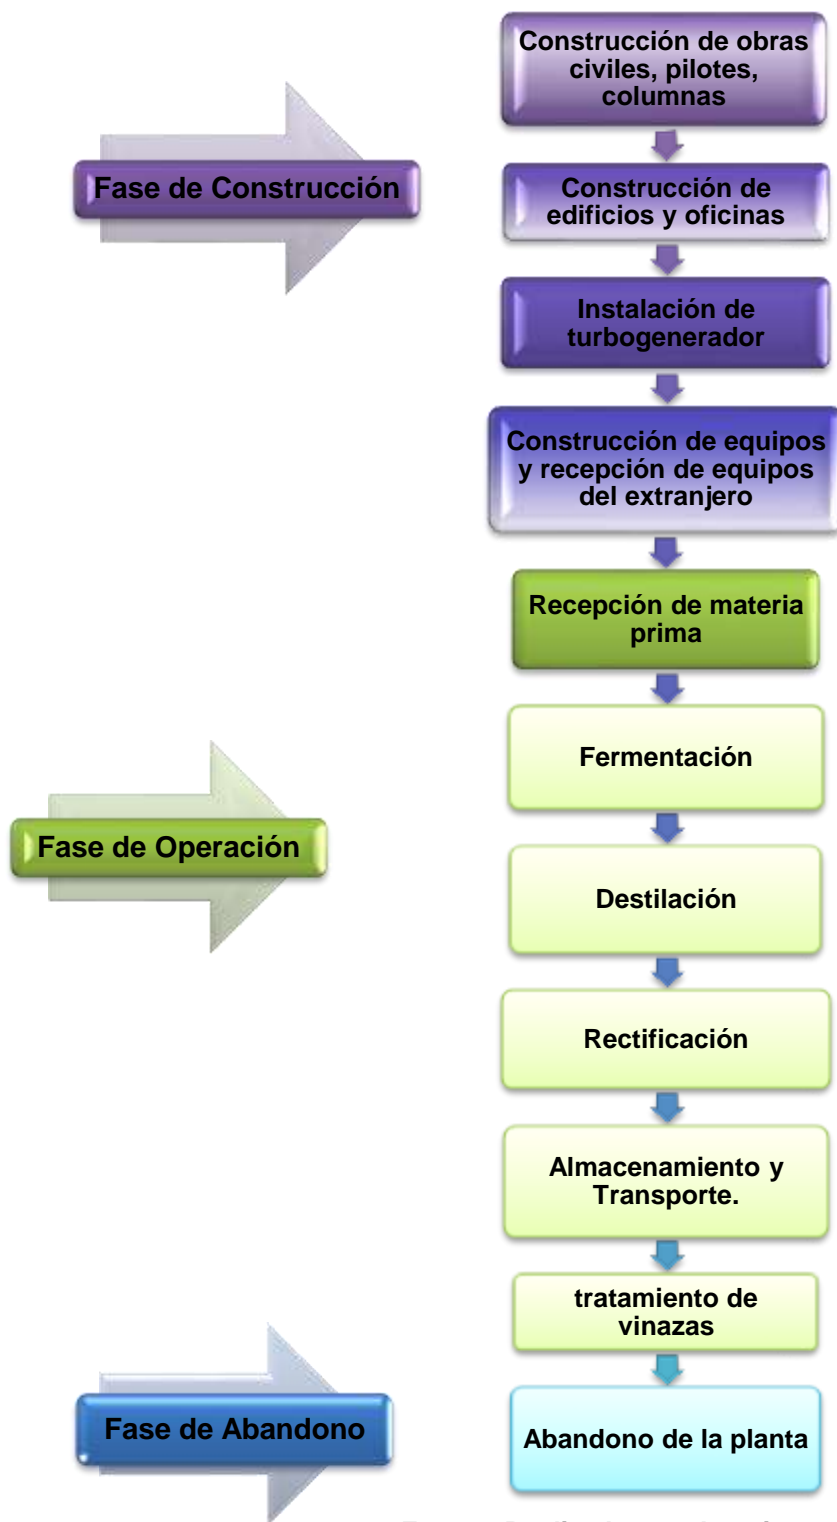 Construcción de obras
civiles, pilotes,
columnas
Fase de Construcción
Construcción de
edificios y oficinas
Instalación de
turbogenerador
Construcción de equipos
y recepción de equipos
del extranjero
Recepción de materia
prima
Fermentación
Fase de Operación
Destilación
Rectificación
Almacenamiento y
Transporte.
tratamiento de
vinazas
Fase de Abandono
Abandono de la planta